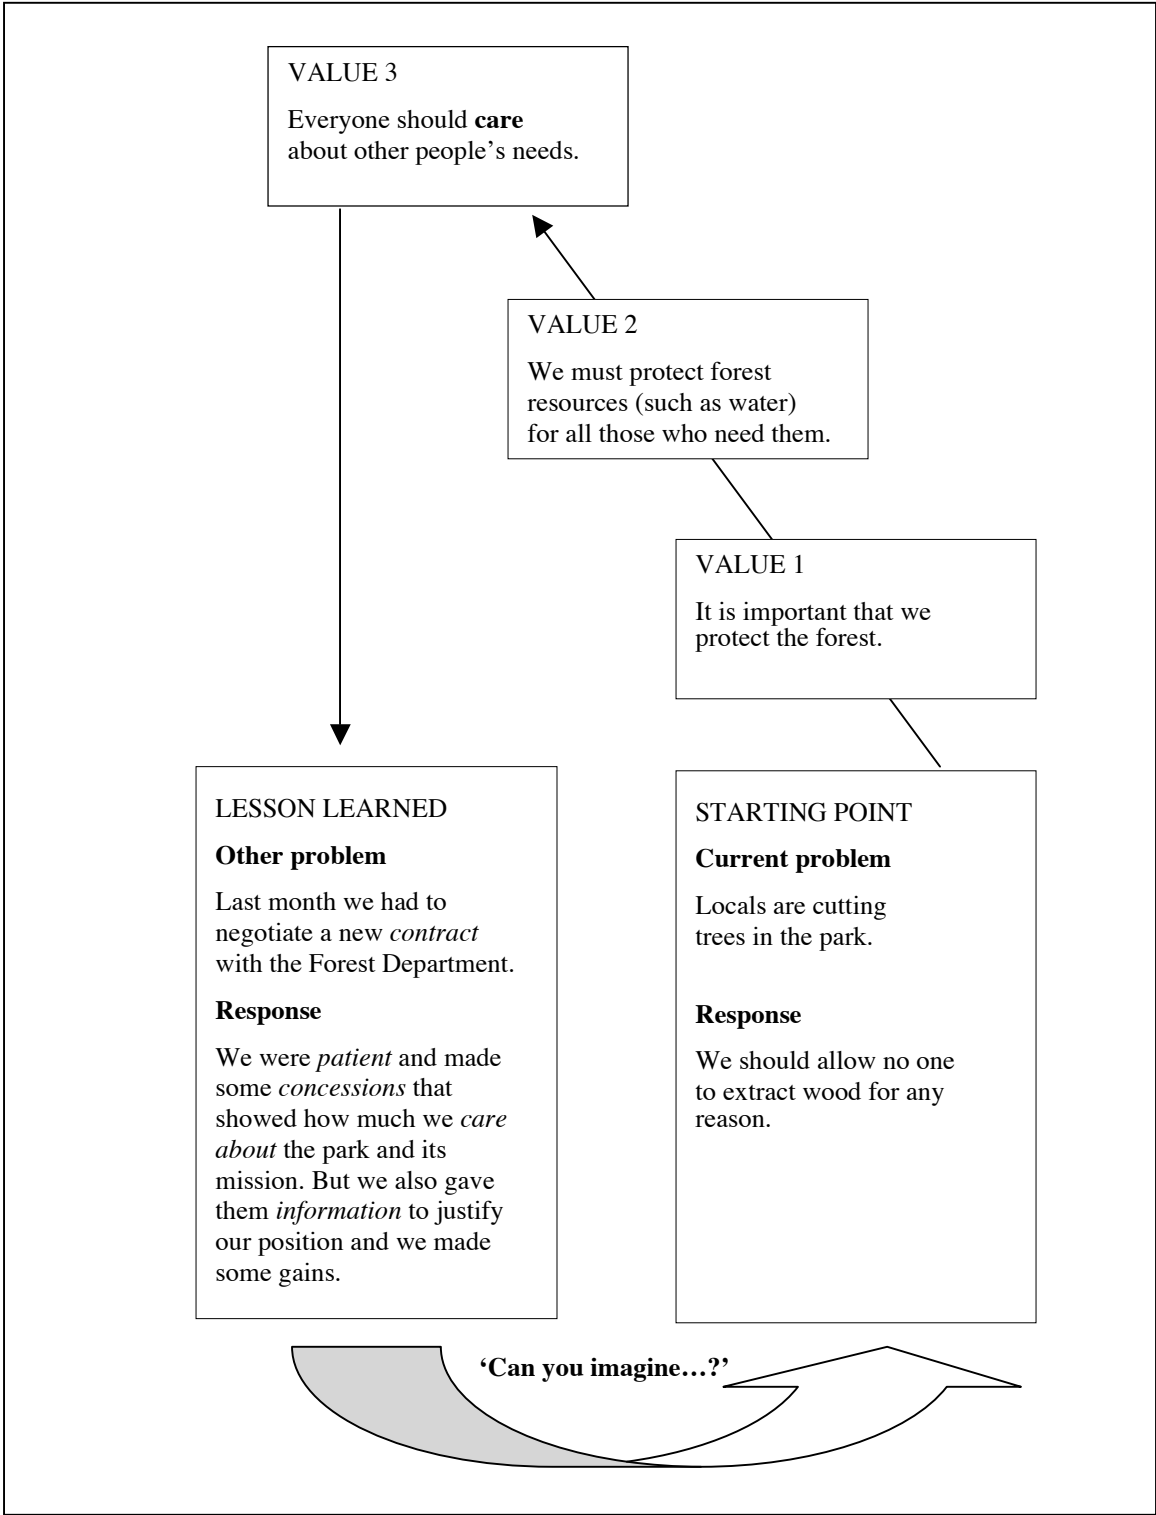 VALUE 3
Everyone should care
about other people’s needs.
VALUE 2
We must protect forest
resources (such as water)
for all those who need them.
VALUE 1
It is important that we
protect the forest.
LESSON LEARNED
Other problem
Last month we had to
negotiate a new contract
with the Forest Department.
Response
We were patient and made
some concessions that
showed how much we care
about the park and its
mission. But we also gave
them information to justify
our position and we made
some gains.
STARTING POINT
Current problem
Locals are cutting
trees in the park.
Response
We should allow no one
to extract wood for any
reason.
‘Can you imagine…?’